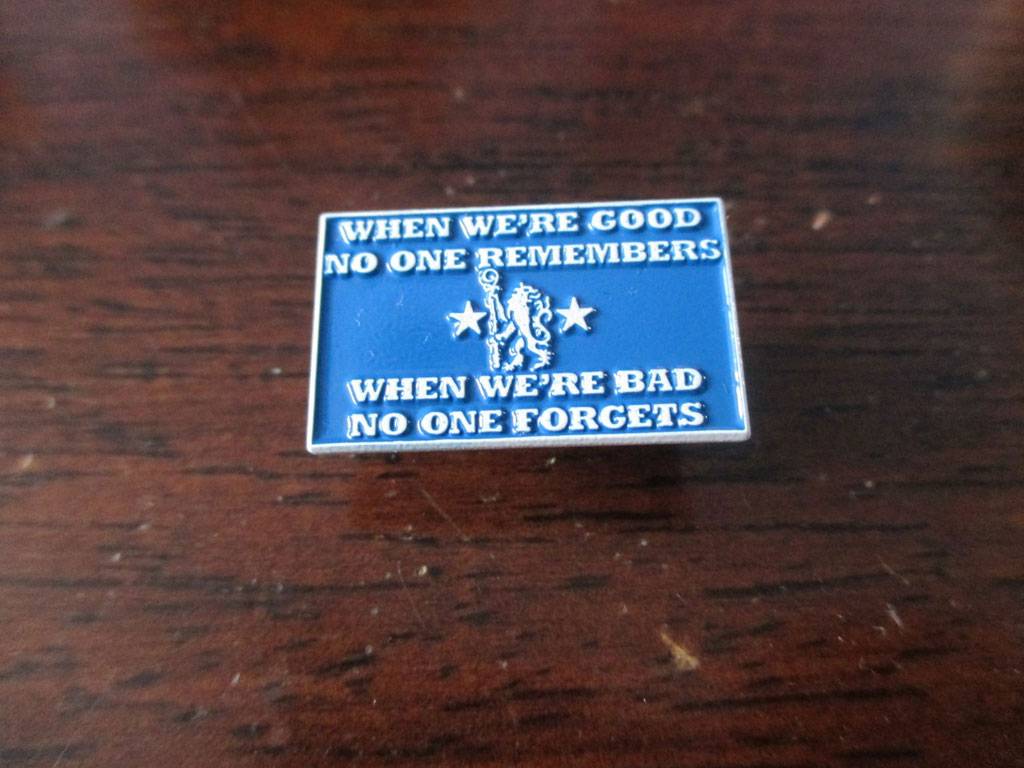 WHEN WE'RE GOOD
NO ONE REMEMBERS
WHEN WE'RE BAD
NO ONE FORGETS